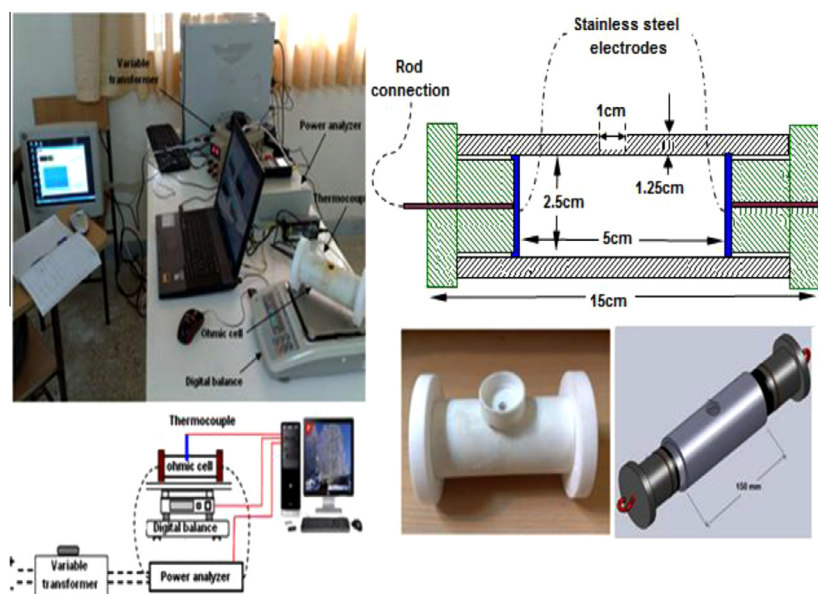 Variable
transformer
Power analyzer
Thermocouple
Ohmic cell
Digital balance
Stainless steel
electrodes
Rod
connection
1cm
1.25cm
2.5cm
5cm
15cm
Thermocouple
ohmic cell
Digital balance
Variable
transformer
Power analyzer
150 mm